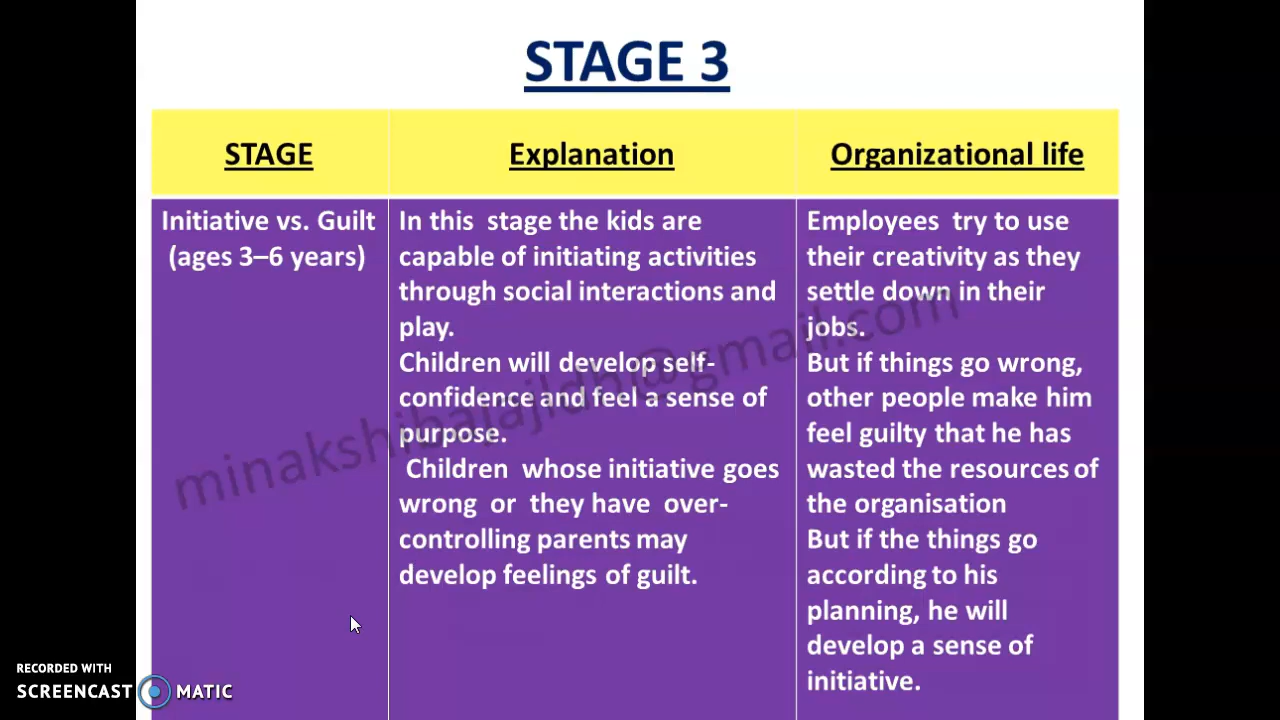 STAGE 3
STAGE
Explanation
Organizational life
Initiative vs. Guilt
(ages 3–6 years)
In this stage the kids are
capable of initiating activities
through social interactions and
play.
Children will develop self-
confidence and feel a sense of
purpose.
Children whose initiative goes
wrong or they have over-
controlling parents may
develop feelings of guilt.
Employees try to use
their creativity as they
settle down in their
jobs.
But if things go wrong,
other people make him
feel guilty that he has
wasted the resources of
the organisation
But if the things go
according to his
planning, he will
develop a sense of
initiative.
minakshibajajldh@gmail.com
RECORDED WITH
SCREENCAST MATIC